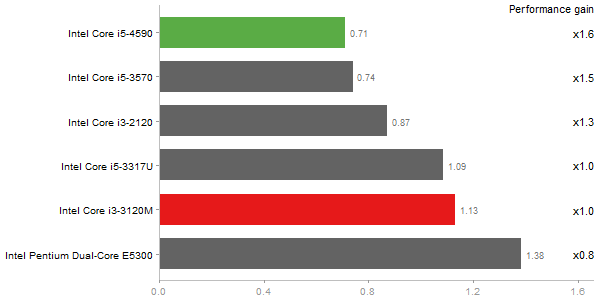 Performance gain
Intel Core i5-4590 0.71 x1.6
Intel Core i5-3570 0.74 x1.5
Intel Core i3-2120 0.87 x1.3
Intel Core i5-3317U 1.09 x1.0
Intel Core i3-3120M 1.13 x1.0
Intel Pentium Dual-Core E5300 1.38 x0.8
0.0 0.4 0.8 1.2 1.6